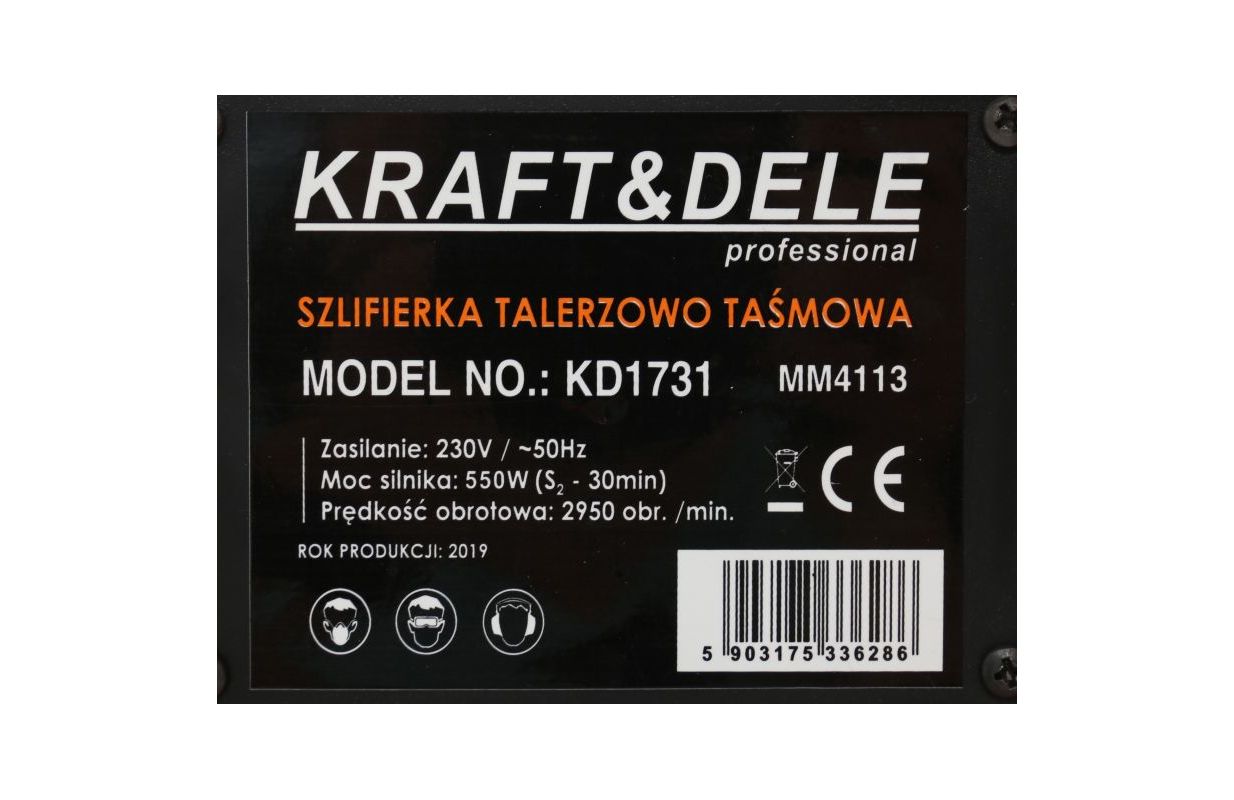 KRAFT&DELE
professional
SZLIFIERKA TALERZOWO TAŚMOWA
MODEL NO.: KD1731 MM4113
Zasilanie: 230V / ~50Hz
Moc silnika: 550W (S₂ - 30min)
Prędkość obrotowa: 2950 obr. /min.
ROK PRODUKCJI: 2019
CE
5 903175 336286